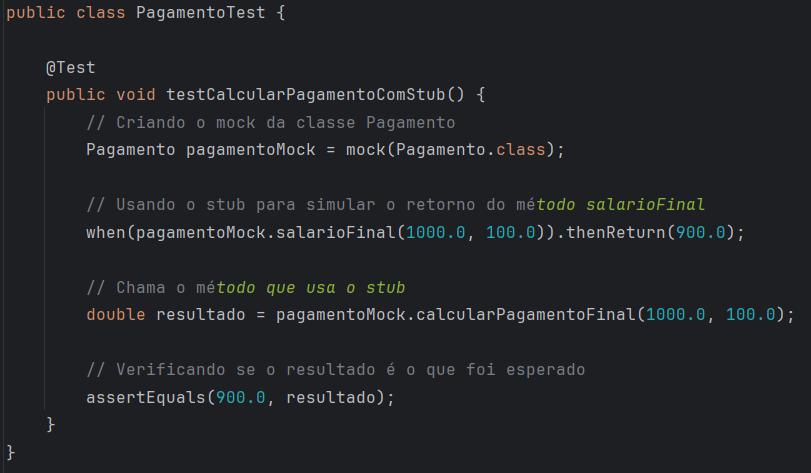 public class PagamentoTest {
@Test
public void testCalcularPagamentoComStub() {
// Criando o mock da classe Pagamento
Pagamento pagamentoMock = mock(Pagamento.class);
// Usando o stub para simular o retorno do método salarioFinal
when(pagamentoMock.salarioFinal(1000.0, 100.0)).thenReturn(900.0);
// Chama o método que usa o stub
double resultado = pagamentoMock.calcularPagamentoFinal(1000.0, 100.0);
// Verificando se o resultado é o que foi esperado
assertEquals(900.0, resultado);
}
}